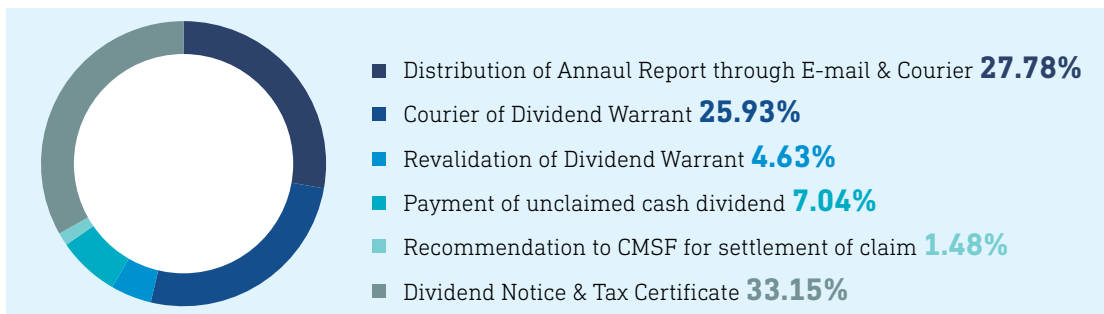 Distribution of Annaul Report through E-mail & Courier 27.78%
Courier of Dividend Warrant 25.93%
Revalidation of Dividend Warrant 4.63%
Payment of unclaimed cash dividend 7.04%
Recommendation to CMSF for settlement of claim 1.48%
Dividend Notice & Tax Certificate 33.15%